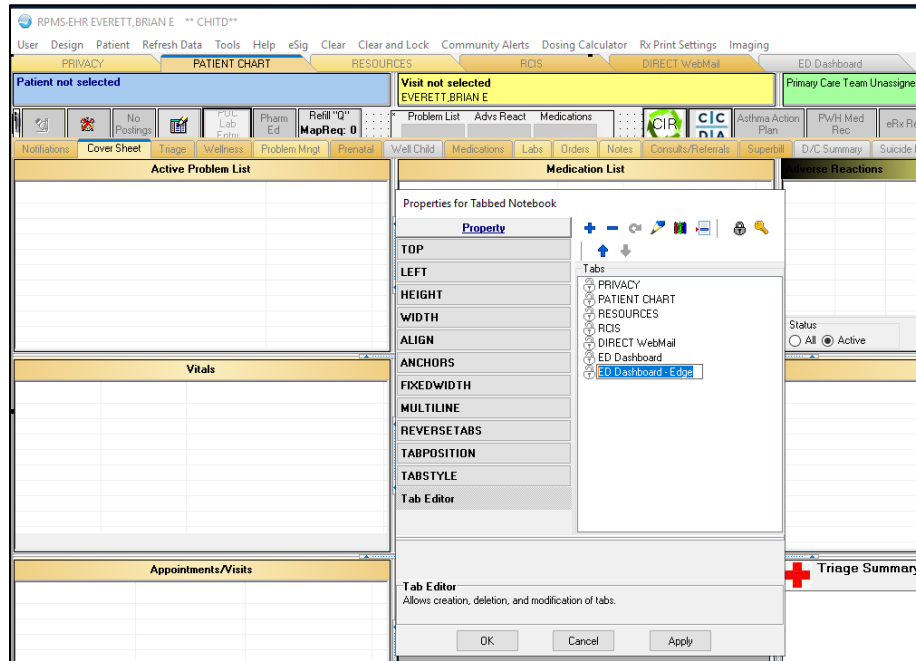 RPMS-EHR EVERETT,BRIAN E ** CHITD**
User Design Patient Refresh Data Tools Help eSig Clear Clear and Lock Community Alerts Dosing Calculator Rx Print Settings Imaging
PRIVACY PATIENT CHART RESOURCES RCIS DIRECT WebMail ED Dashboard
Patient not selected
Visit not selected
EVERETT,BRIAN E
Primary Care Team Unassigne
No
Postings
POC
Lab
Entry
Pharm
Ed
Refill "Q"
MapReq: 0
Problem List Advs React Medications
CIR
C|C
D|A
Asthma Action
Plan
PWH Med
Rec
eRx Re
Notifiations Cover Sheet Triage Wellness Problem Mngt Prenatal Well Child Medications Labs Orders Notes Consults/Referrals Superbill D/C Summary Suicide
Active Problem List
Medication List
Adverse Reactions
Properties for Tabbed Notebook
Property
TOP
LEFT
HEIGHT
WIDTH
ALIGN
ANCHORS
FIXEDWIDTH
MULTILINE
REVERSETABS
TABPOSITION
TABSTYLE
Tab Editor
Tabs
PRIVACY
PATIENT CHART
RESOURCES
RCIS
DIRECT WebMail
ED Dashboard
ED Dashboard - Edge
Status
All Active
Vitals
Appointments/Visits
Tab Editor
Allows creation, deletion, and modification of tabs.
OK Cancel Apply
Triage Summary